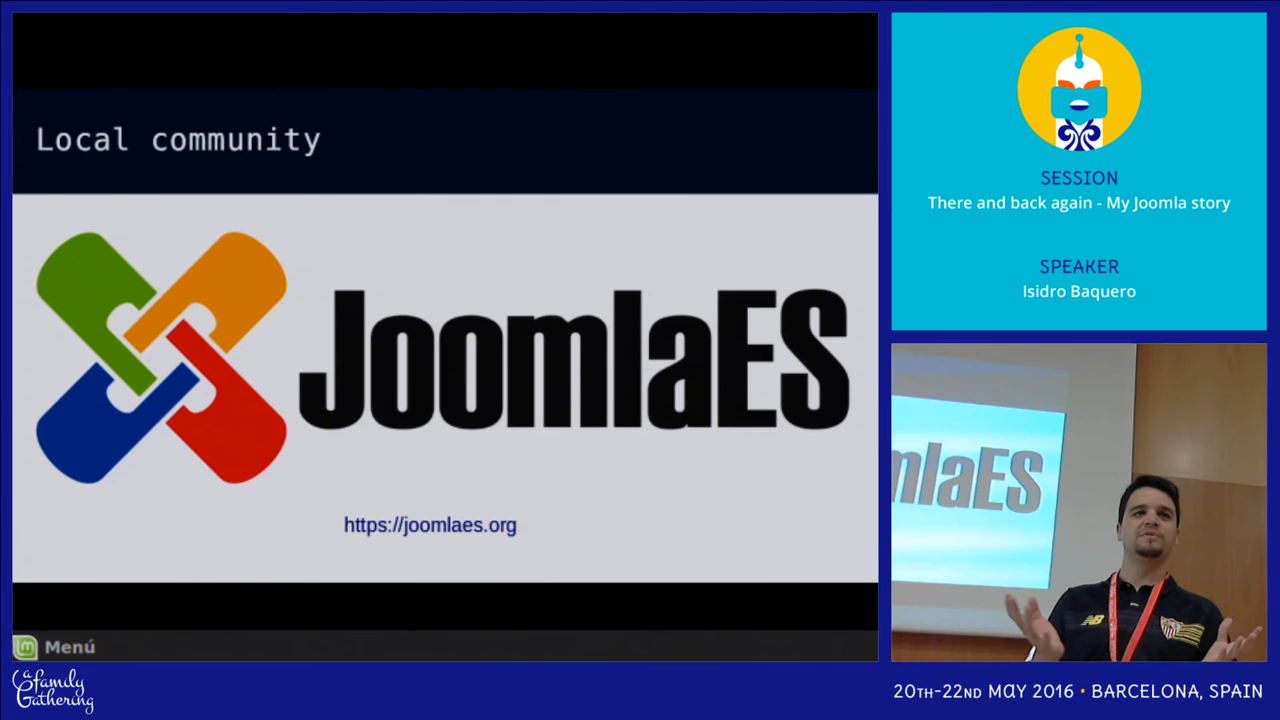 Local community
JoomlaES
https://joomlaes.org
Menú
SESSION
There and back again - My Joomla story
SPEAKER
Isidro Baquero
mlaES
NB
a family
Gathering
20TH-22ND MAY 2016 • BARCELONA, SPAIN